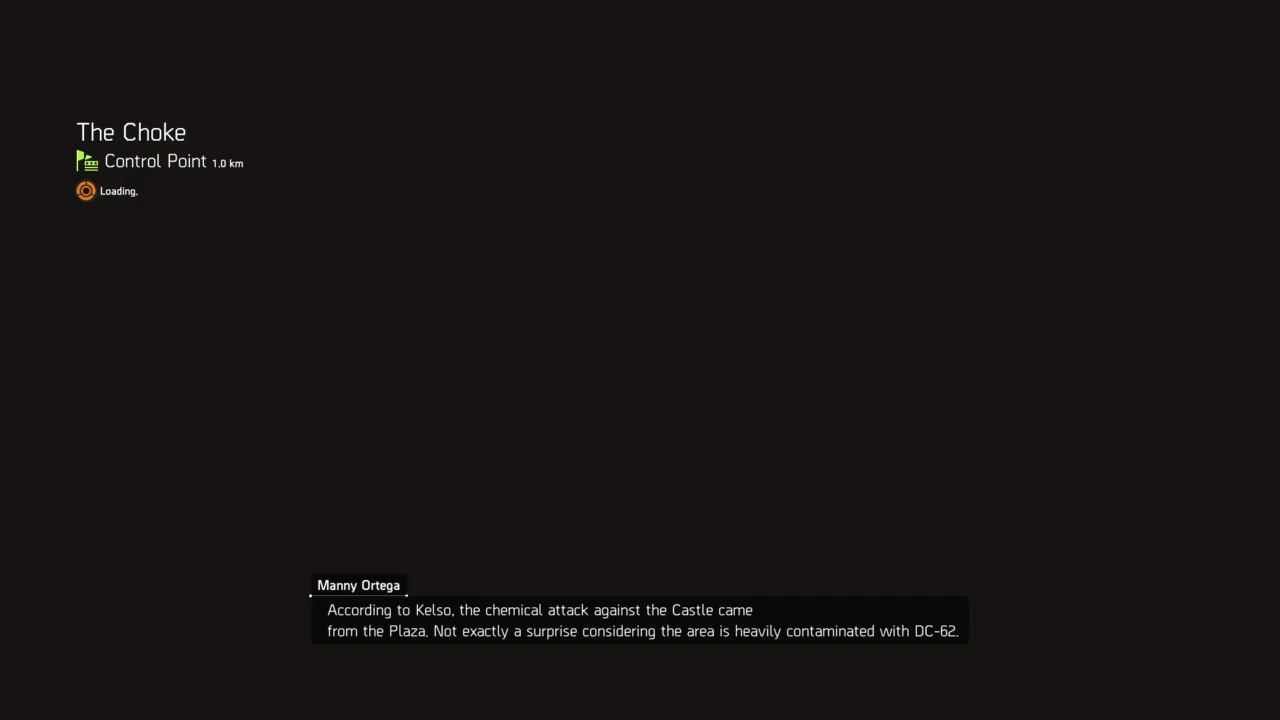 The Choke
Control Point 1.0 km
Loading.
Manny Ortega
According to Kelso, the chemical attack against the Castle came
from the Plaza. Not exactly a surprise considering the area is heavily contaminated with DC-62.